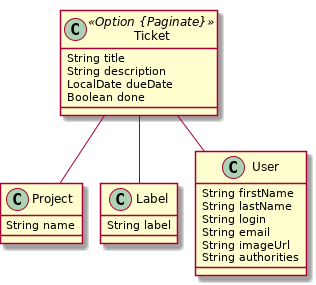 C «Option {Paginate}»
Ticket
String title
String description
LocalDate dueDate
Boolean done
C Project
String name
C Label
String label
C User
String firstName
String lastName
String login
String email
String imageUrl
String authorities